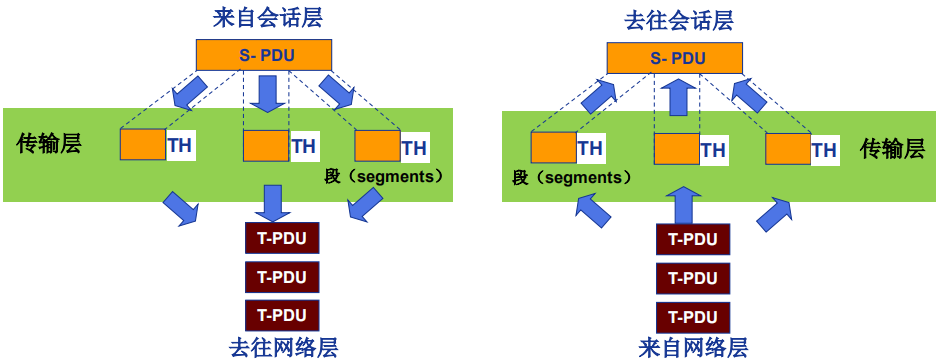 来自会话层
S- PDU
传输层
TH
TH
TH
段（segments）
T-PDU
T-PDU
T-PDU
去往网络层
去往会话层
S- PDU
TH
TH
TH
传输层
段（segments）
T-PDU
T-PDU
T-PDU
来自网络层